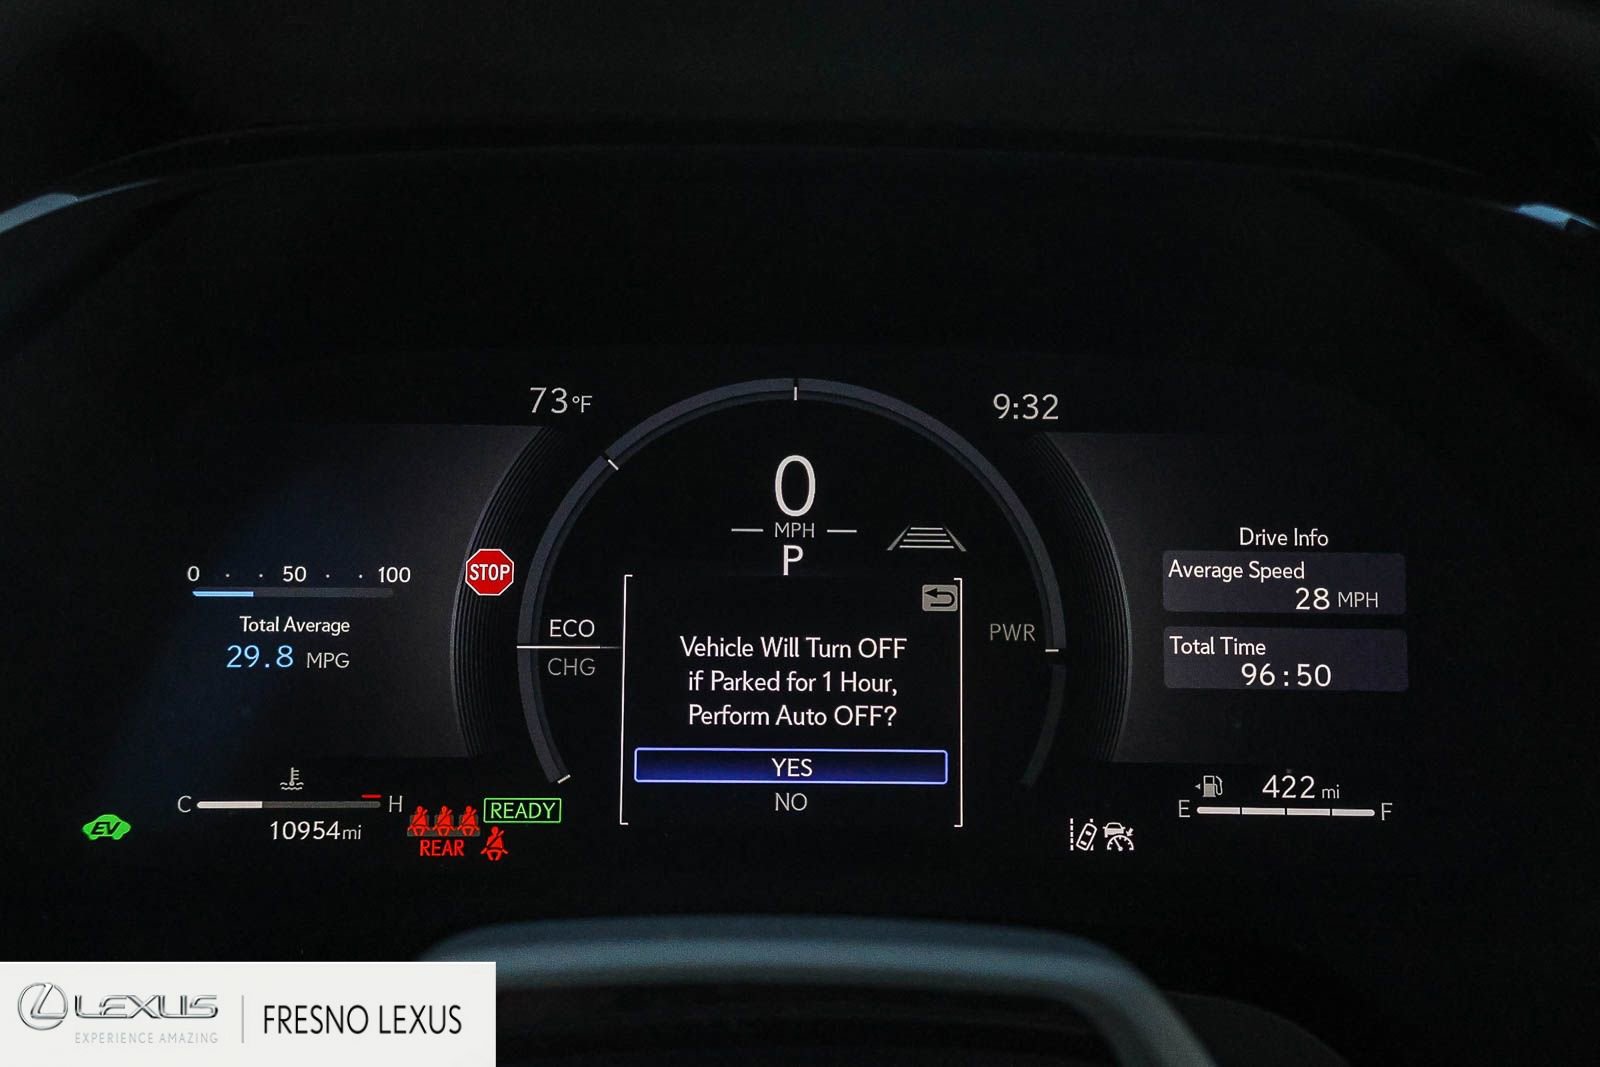 73°F
9:32
0
MPH
P
0 · · 50 · · 100
STOP
Total Average
29.8 MPG
ECO
CHG
PWR
Vehicle Will Turn OFF
if Parked for 1 Hour,
Perform Auto OFF?
YES
NO
Drive Info
Average Speed
28 MPH
Total Time
96:50
EV
C H
10954mi
READY
REAR
422 mi
E F
LEXUS
EXPERIENCE AMAZING
FRESNO LEXUS